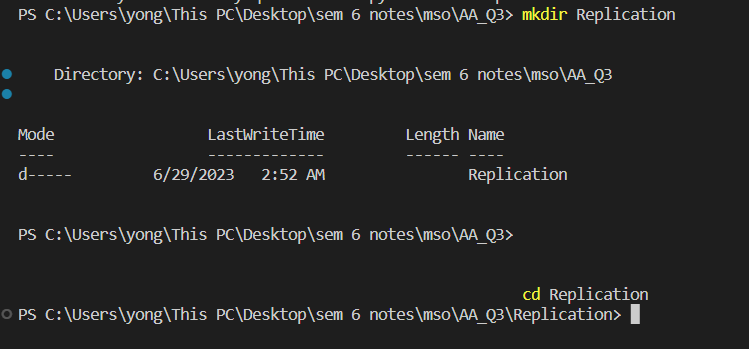 PS C:\Users\yong\This PC\Desktop\sem 6 notes\mso\AA_Q3> mkdir Replication
Directory: C:\Users\yong\This PC\Desktop\sem 6 notes\mso\AA_Q3
Mode LastWriteTime Length Name
---- ------------- ------ ----
d----- 6/29/2023 2:52 AM Replication
PS C:\Users\yong\This PC\Desktop\sem 6 notes\mso\AA_Q3>
cd Replication
PS C:\Users\yong\This PC\Desktop\sem 6 notes\mso\AA_Q3\Replication>